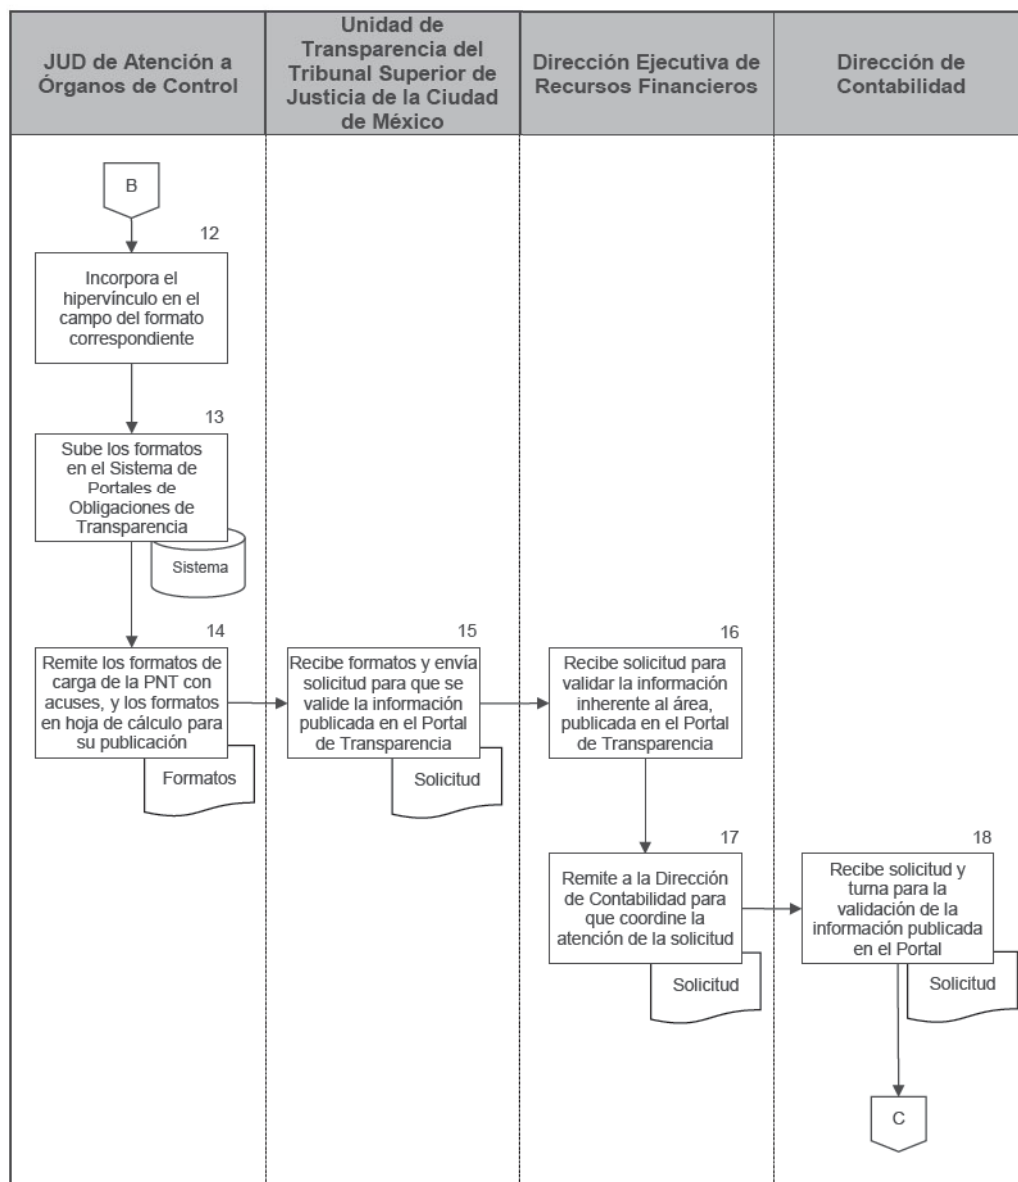 JUD de Atención a
Órganos de Control
Unidad de
Transparencia del
Tribunal Superior de
Justicia de la Ciudad
de México
Dirección Ejecutiva de
Recursos Financieros
Dirección de
Contabilidad
B
12
Incorpora el
hipervínculo en el
campo del formato
correspondiente
13
Sube los formatos
en el Sistema de
Portales de
Obligaciones de
Transparencia
Sistema
14
Remite los formatos de
carga de la PNT con
acuses, y los formatos
en hoja de cálculo para
su publicación
Formatos
15
Recibe formatos y envía
solicitud para que se
valide la información
publicada en el Portal
de Transparencia
Solicitud
16
Recibe solicitud para
validar la información
inherente al área,
publicada en el Portal
de Transparencia
17
Remite a la Dirección
de Contabilidad para
que coordine la
atención de la solicitud
Solicitud
18
Recibe solicitud y
turna para la
validación de la
información publicada
en el Portal
Solicitud
C